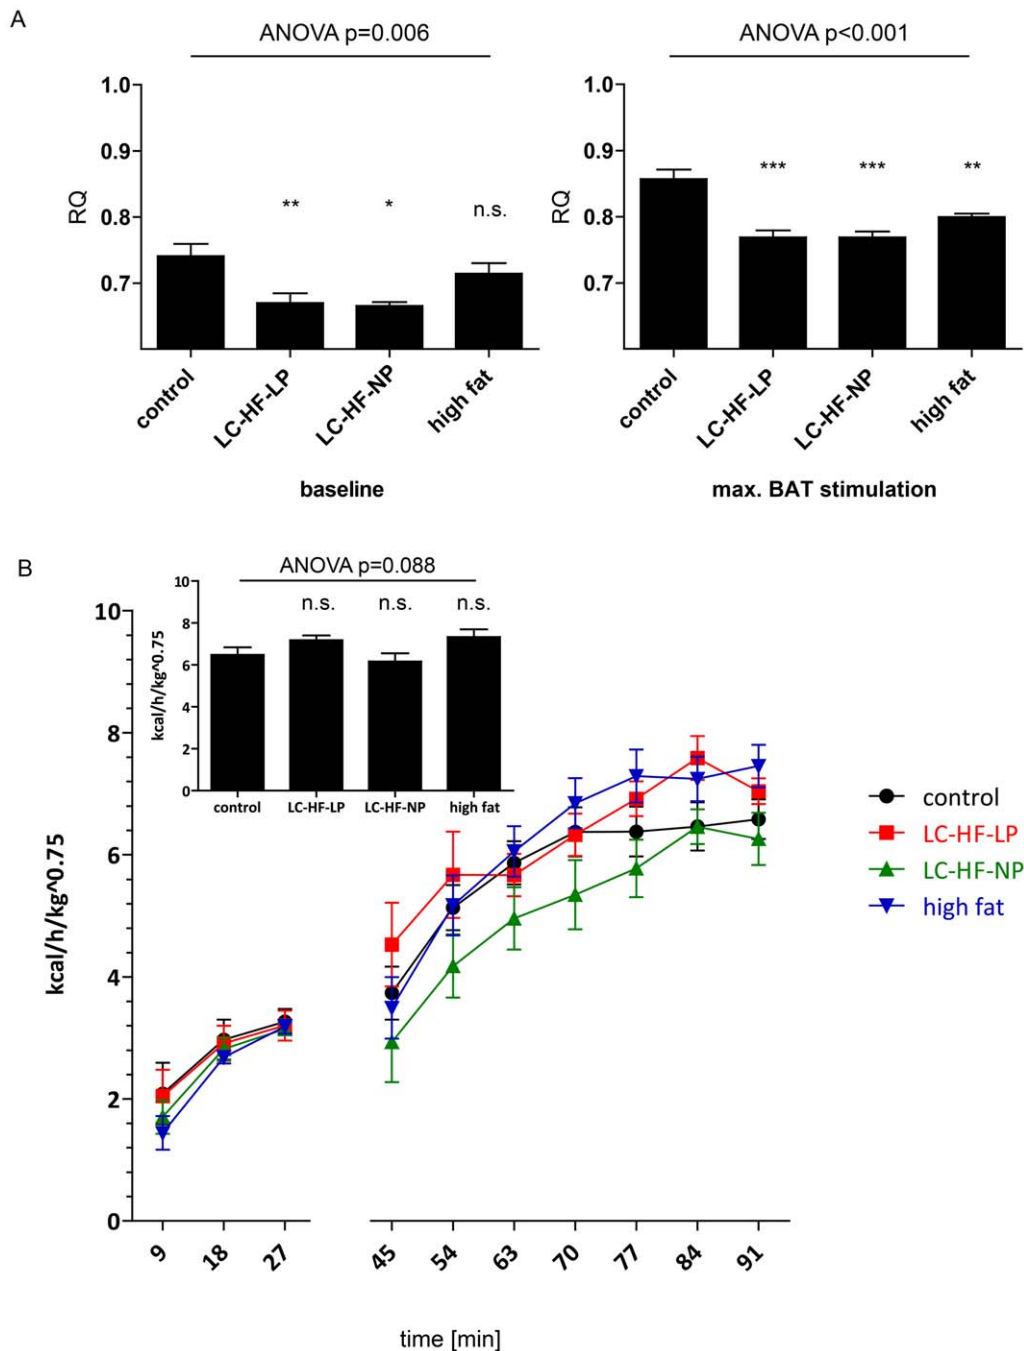 A
ANOVA p=0.006
1.0
0.9
0.8
0.7
RQ
**
*
n.s.
control
LC-HF-LP
LC-HF-NP
high fat
baseline
ANOVA p<0.001
1.0
0.9
0.8
0.7
RQ
***
***
**
control
LC-HF-LP
LC-HF-NP
high fat
max. BAT stimulation
B
ANOVA p=0.088
n.s.
n.s.
n.s.
10
8
6
4
2
0
kcal/h/kg^0.75
control
LC-HF-LP
LC-HF-NP
high fat
10
8
6
4
2
0
kcal/h/kg^0.75
9
18
27
45
54
63
70
77
84
91
time [min]
control
LC-HF-LP
LC-HF-NP
high fat